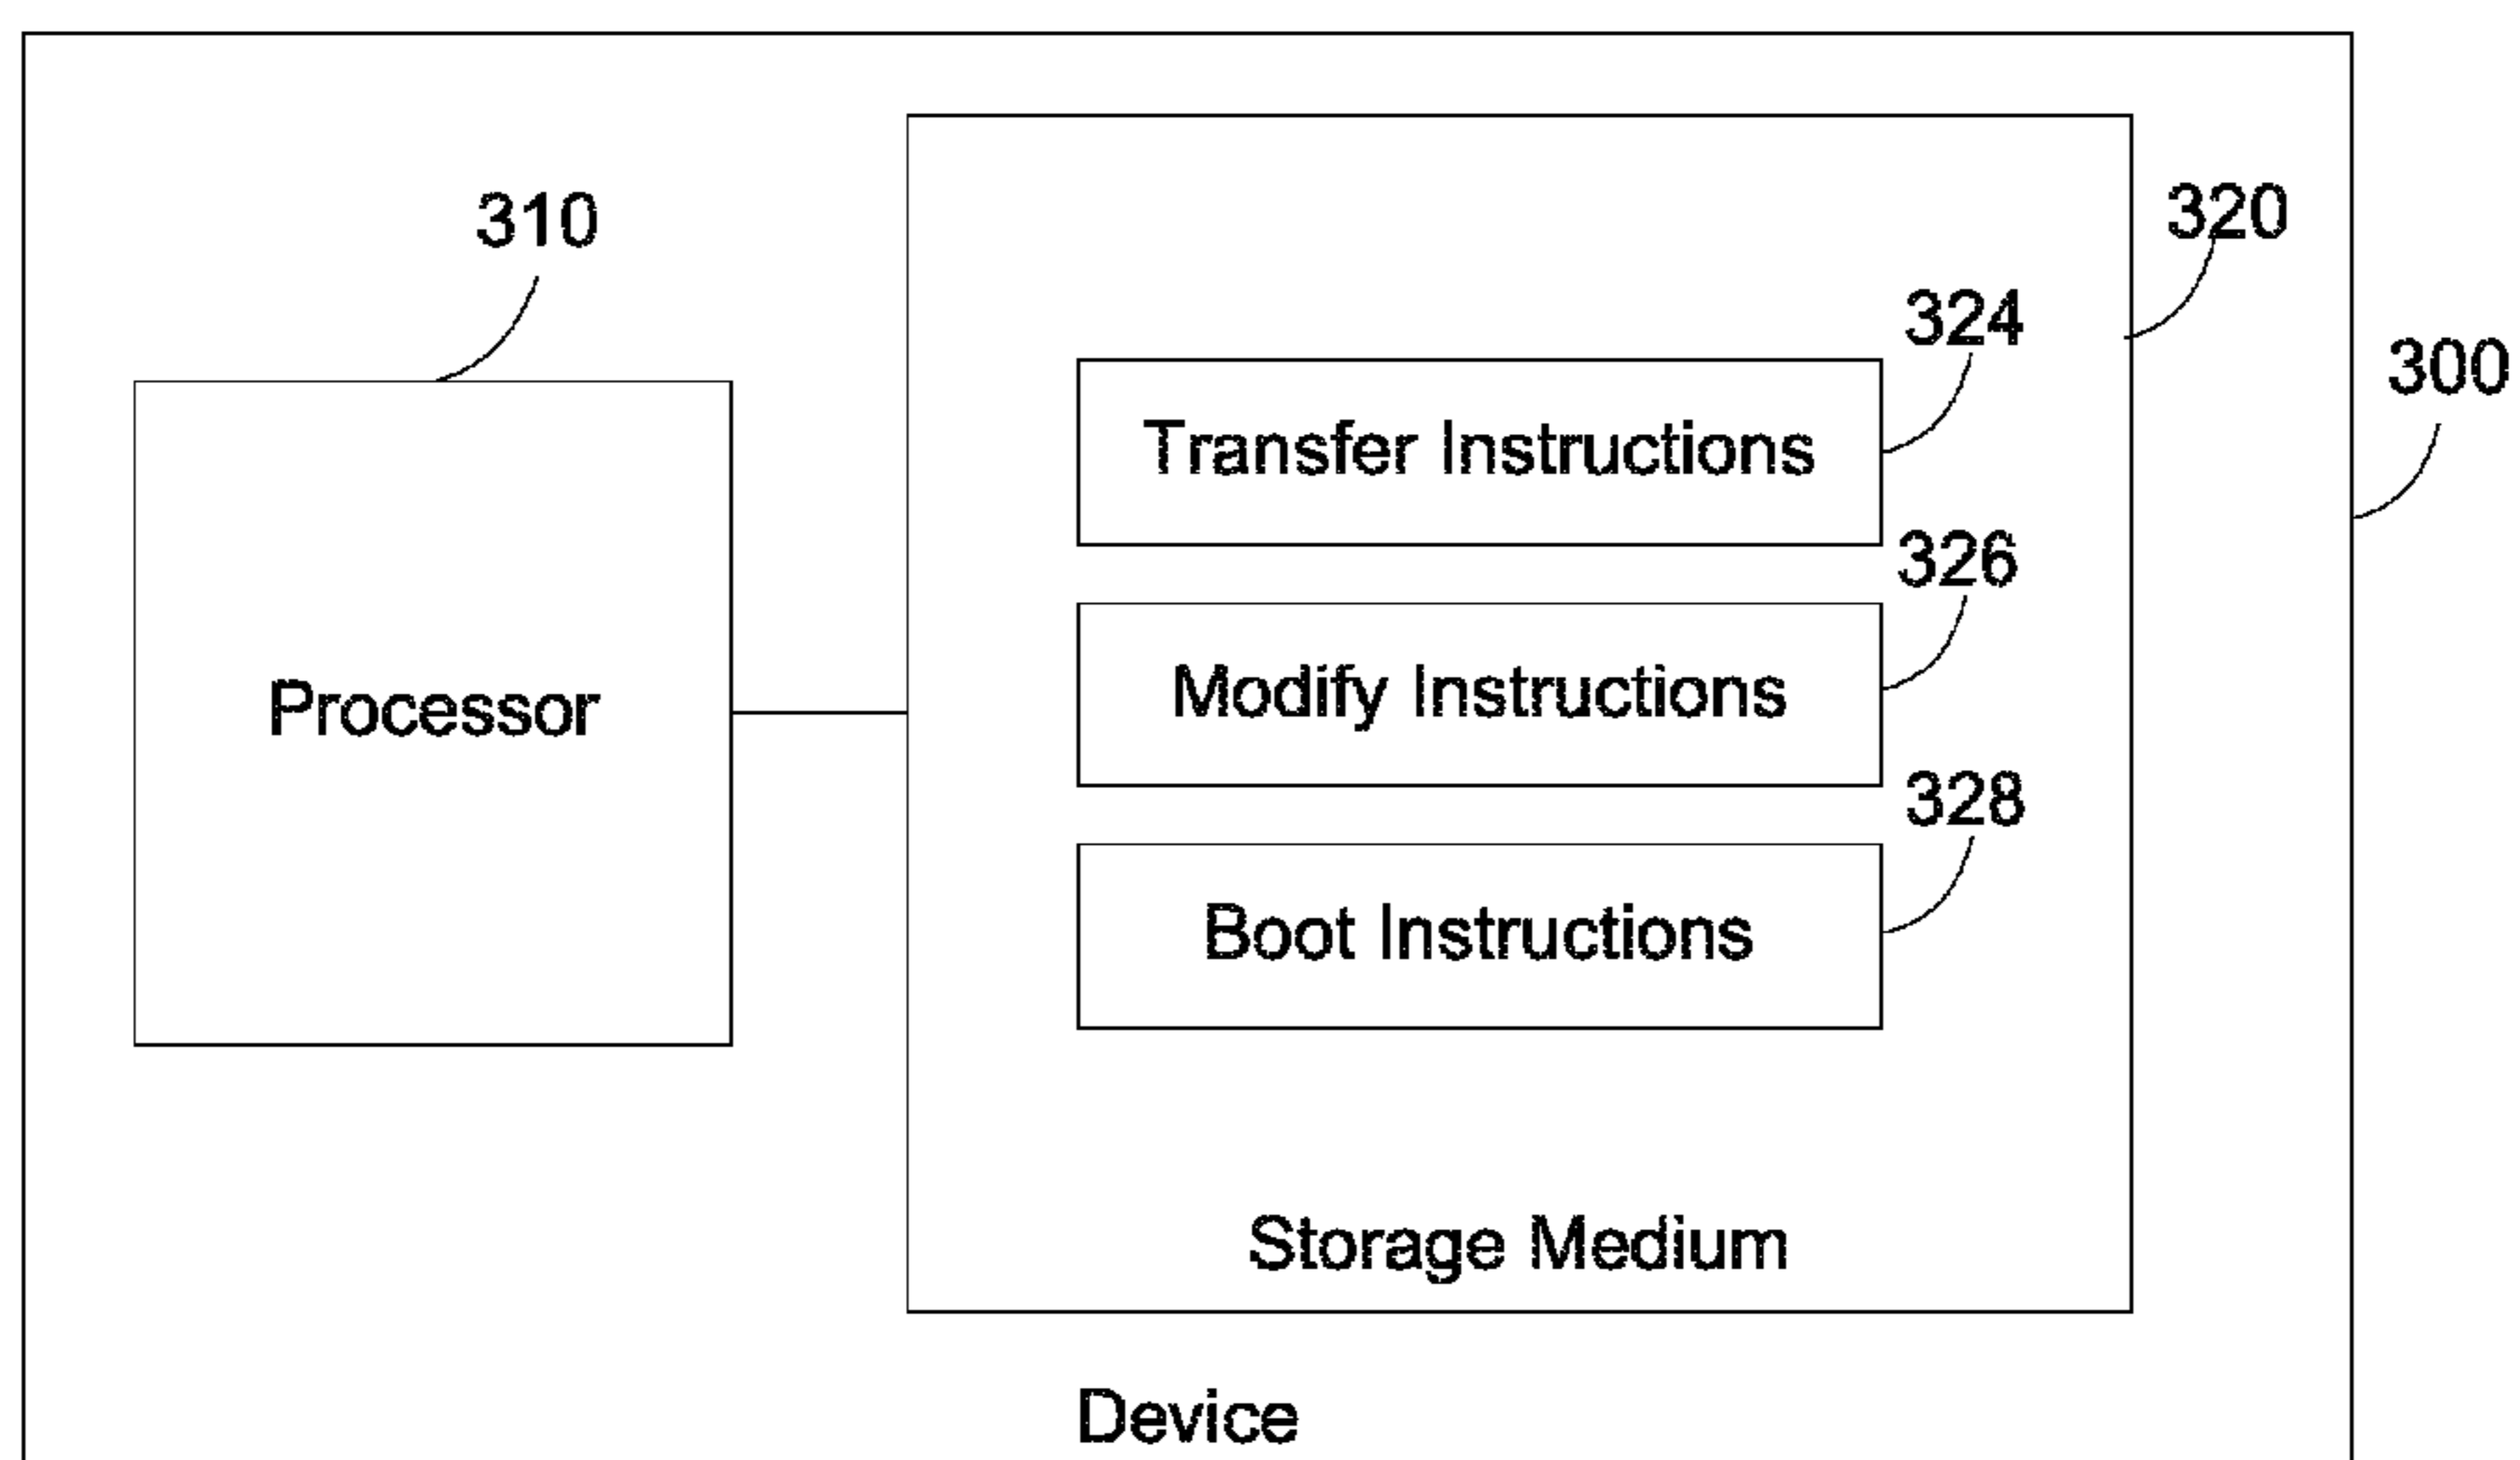 310
320
324
300
Transfer Instructions
326
Modify Instructions
Processor
328
Boot Instructions
Storage Medium
Device